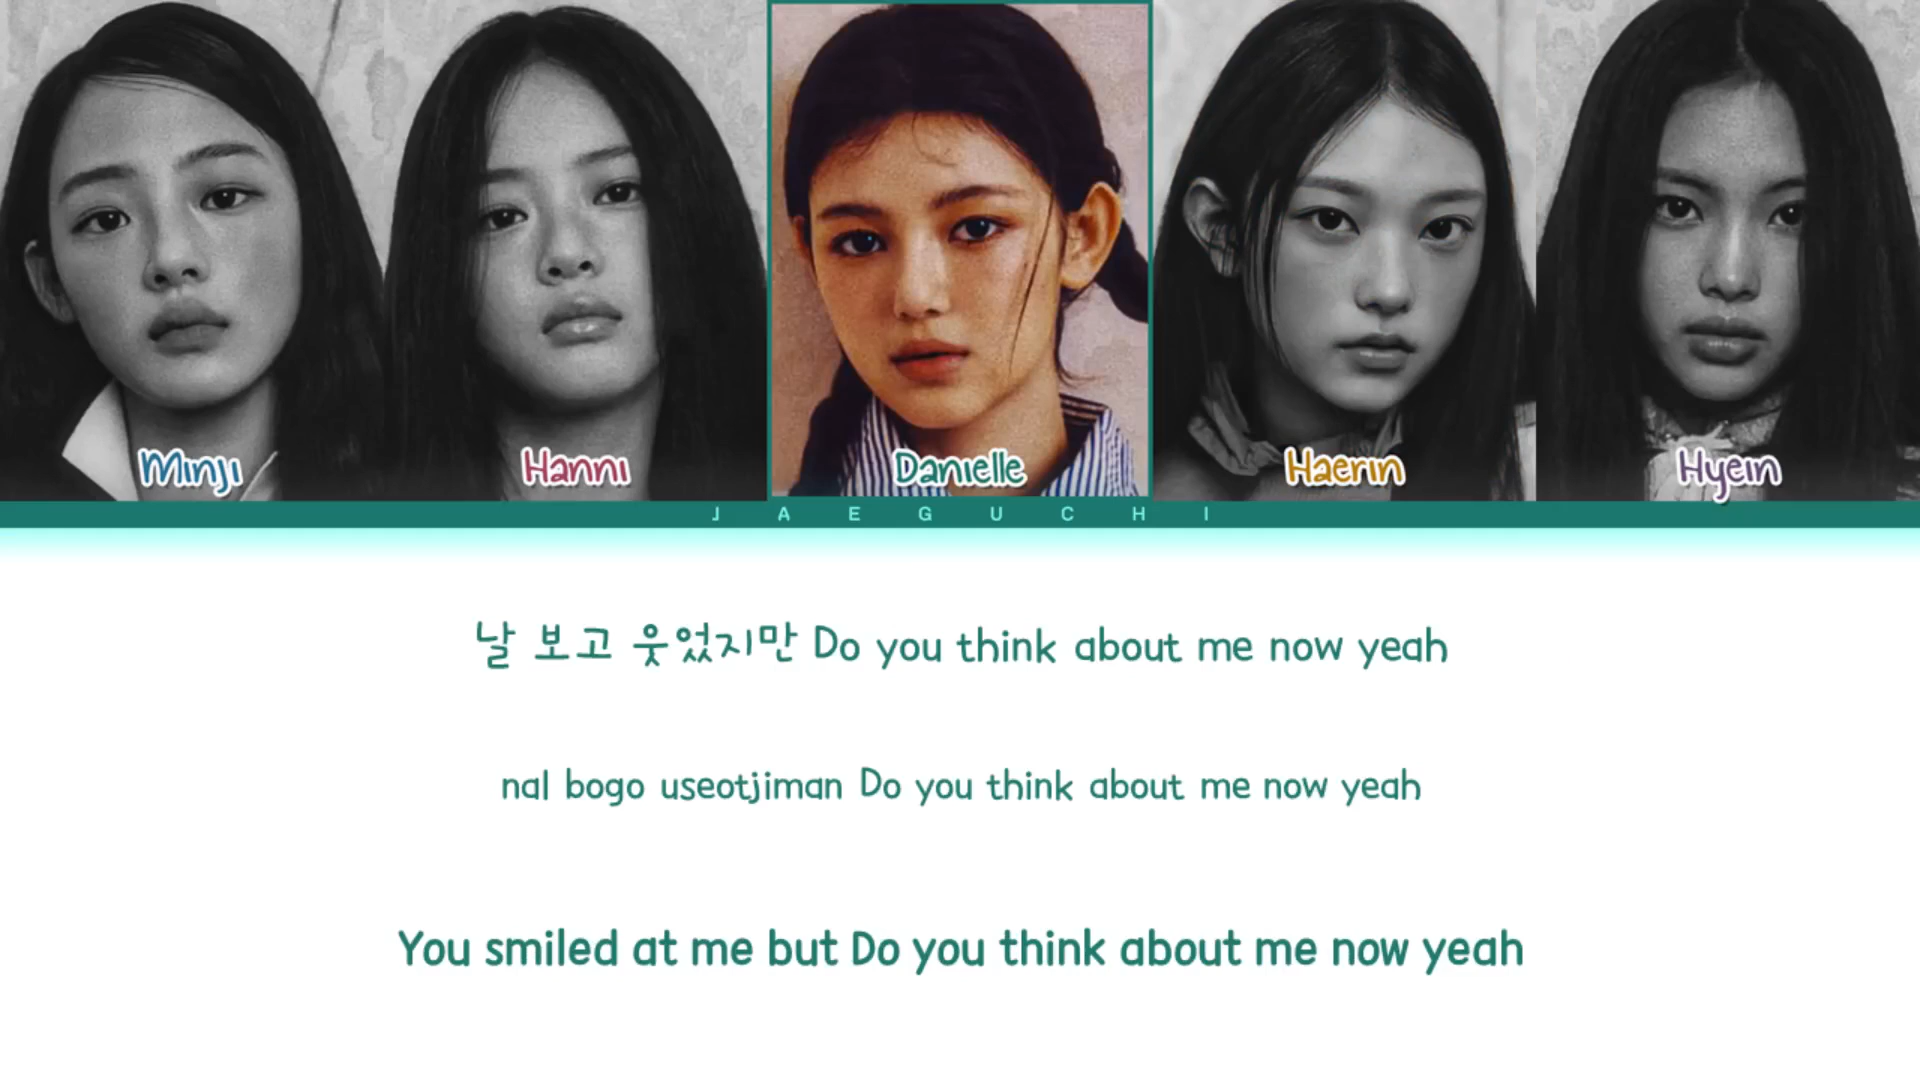 Minji Hanni Danielle Haerin Hyein
JAEGUCHI
날 보고 웃었지만 Do you think about me now yeah
nal bogo useotjiman Do you think about me now yeah
You smiled at me but Do you think about me now yeah